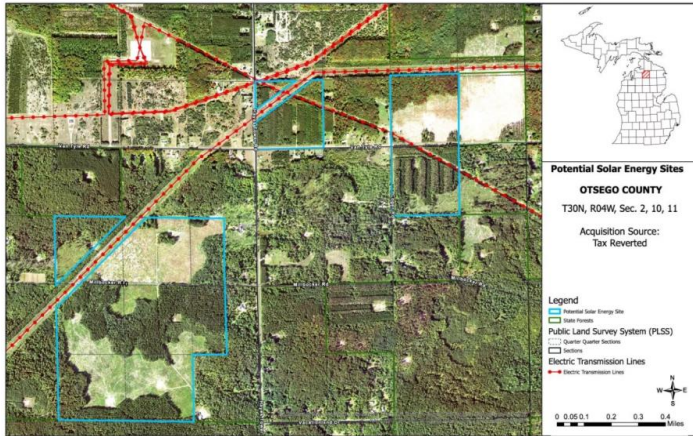 Potential Solar Energy Sites
OTSEGO COUNTY
T30N, R04W, Sec. 2, 10, 11
Acquisition Source:
Tax Reverted
Legend
Potential Solar Energy Site
State Forests
Public Land Survey System (PLSS)
Quarter Quarter Sections
Sections
Electric Transmission Lines
Electric Transmission Lines
N
W
E
S
0 0.05 0.1 0.2 0.3 0.4
Miles